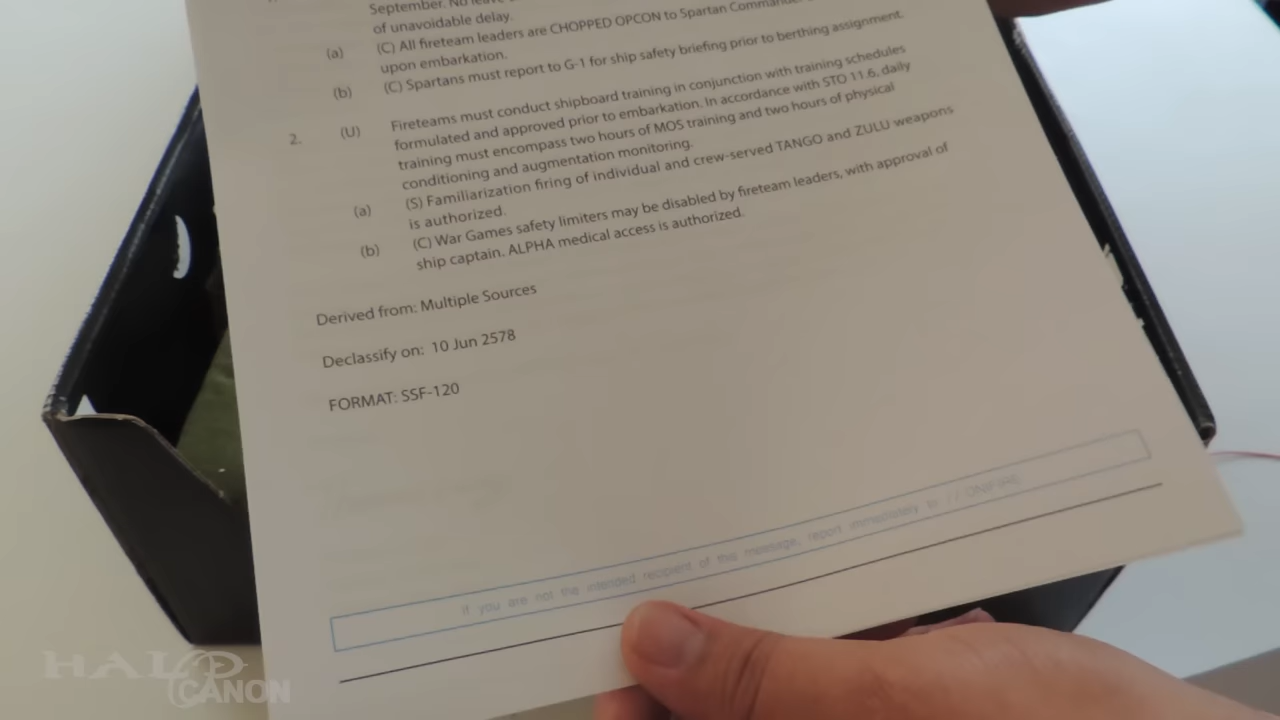 September. No leave
of unavoidable delay.
(a) (C) All fireteam leaders are CHOPPED OPCON to Spartan Commander
upon embarkation.
(b) (C) Spartans must report to G-1 for ship safety briefing prior to berthing assignment.
2. (U) Fireteams must conduct shipboard training in conjunction with training schedules
formulated and approved prior to embarkation. In accordance with STO 11.6, daily
training must encompass two hours of MOS training and two hours of physical
conditioning and augmentation monitoring.
(a) (S) Familiarization firing of individual and crew-served TANGO and ZULU weapons
is authorized.
(b) (C) War Games safety limiters may be disabled by fireteam leaders, with approval of
ship captain. ALPHA medical access is authorized.
Derived from: Multiple Sources
Declassify on: 10 Jun 2578
FORMAT: SSF-120
If you are not the intended recipient of this message, report immediately to //
HALO
CANON